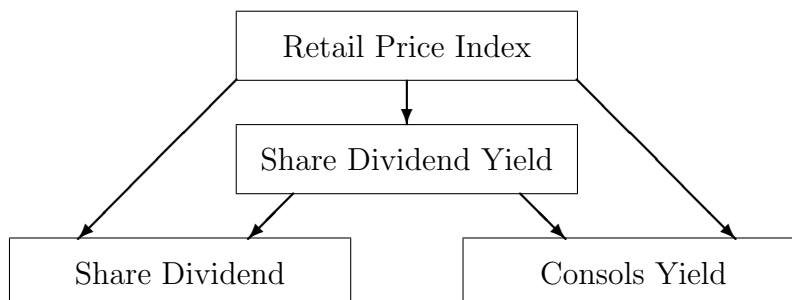 Retail Price Index
Share Dividend Yield
Share Dividend
Consols Yield